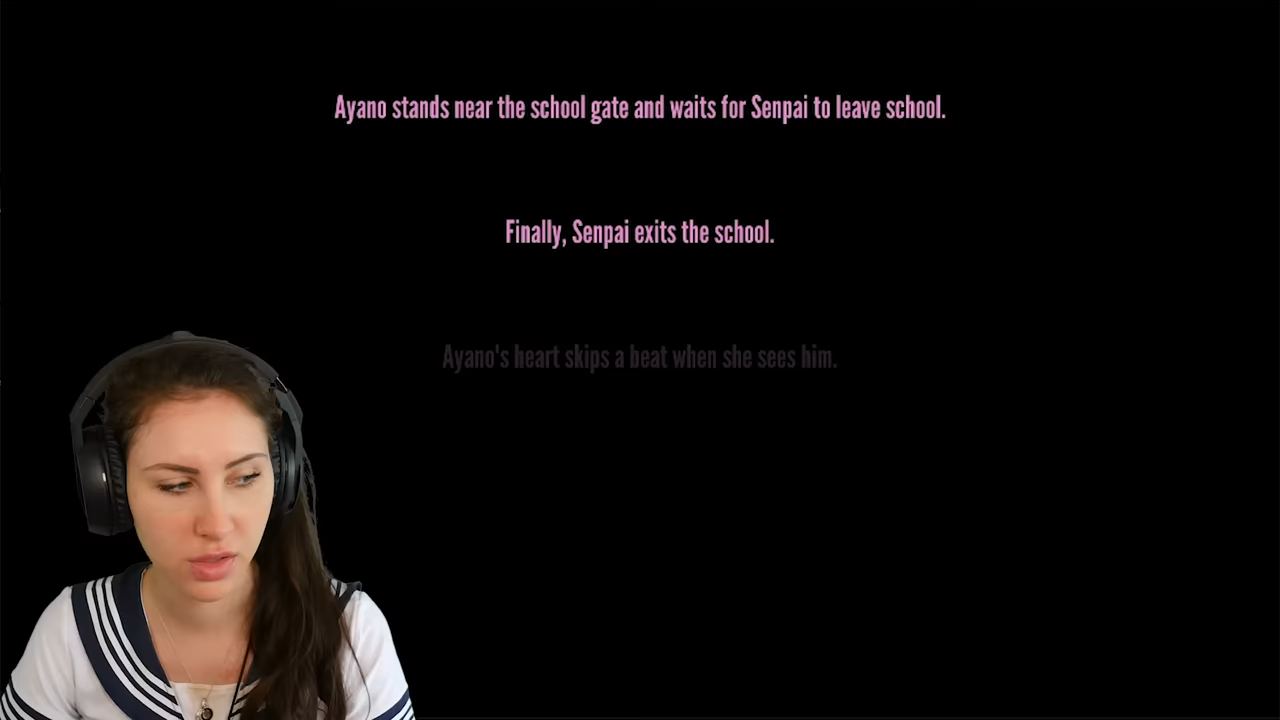 Ayano stands near the school gate and waits for Senpai to leave school.
Finally, Senpai exits the school.
Ayano's heart skips a beat when she sees him.